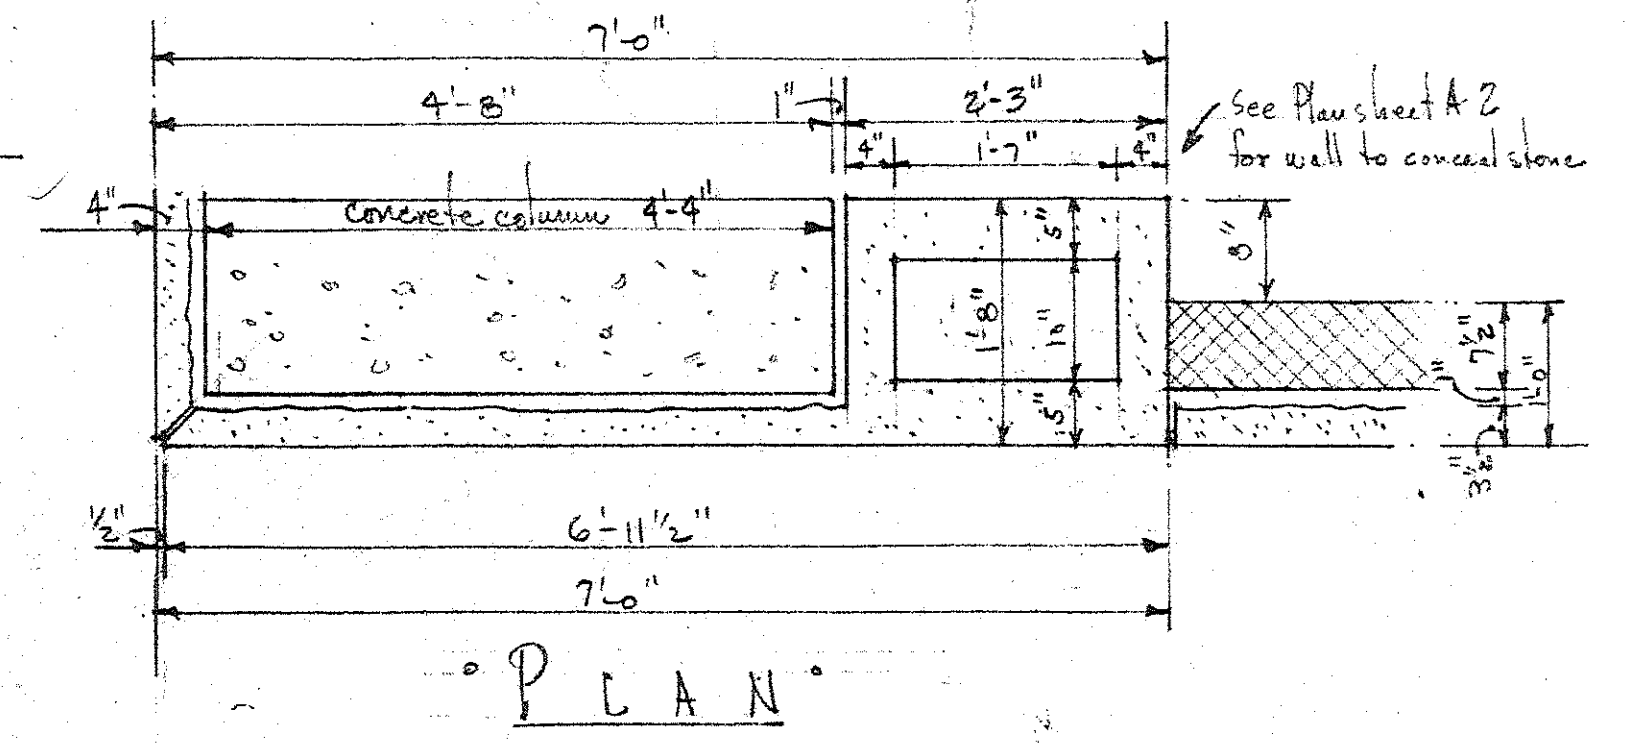 7'-0"
4'-8" 1" 2'-3"
See Plan sheet A 2
for wall to conceal stone
4" 1'-7" 4"
4" concrete column 4'-4"
5" 8"
1'-8" 10" 7½"
1" 1'-0"
5" 3½"
½" 6'-11½"
7'-0"
PLAN